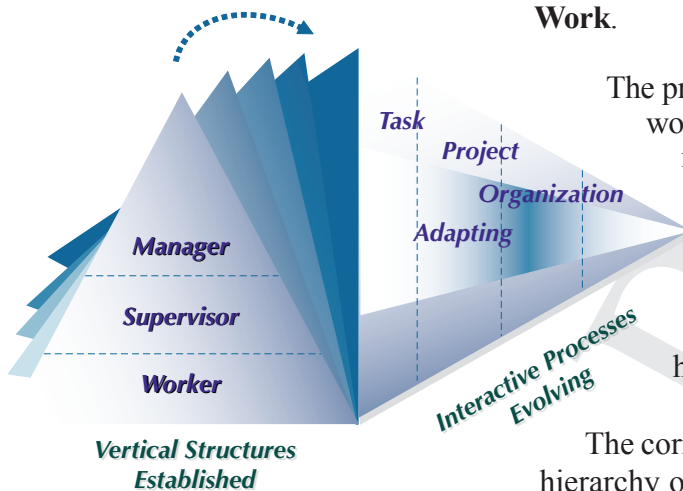 Work.
The pr
wo
Task
Project
Organization
Adapting
Manager
Supervisor
Worker
Interactive Processes
Evolving
h
Vertical Structures
Established
The corr
hierarchy o